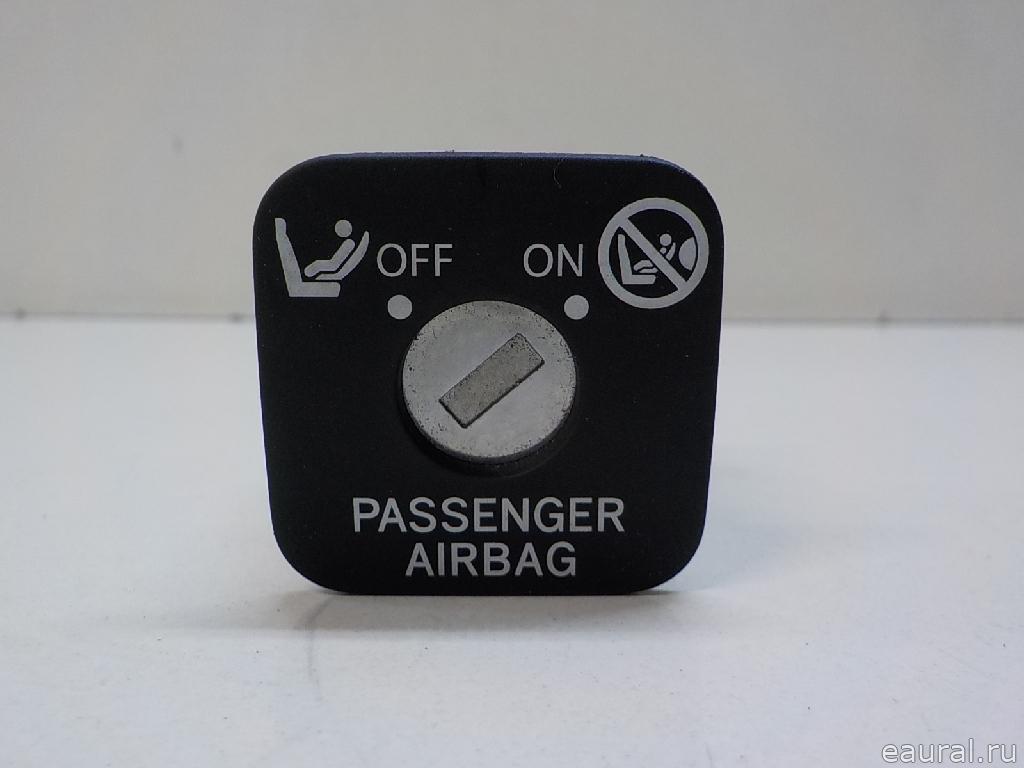 OFF ON
PASSENGER
AIRBAG
eaural.ru